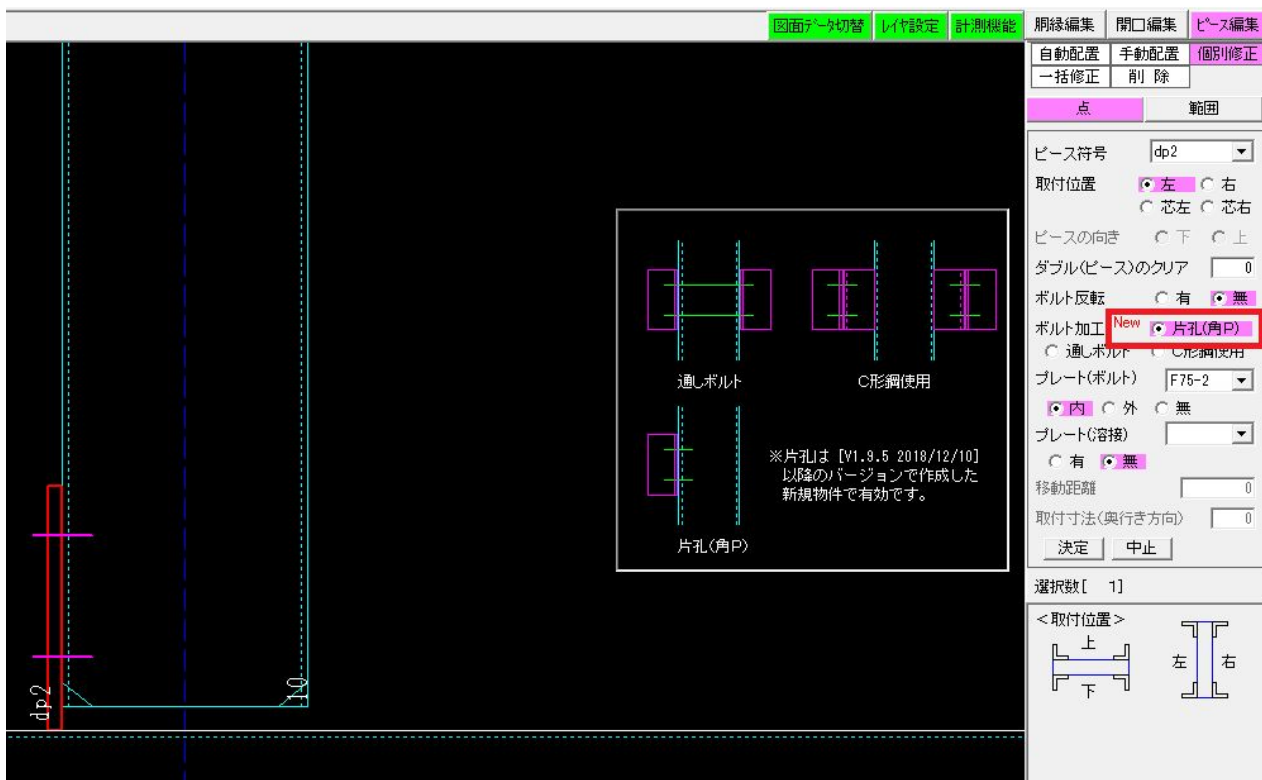 図面データ切替 レイヤ設定 計測機能 胴縁編集 開口編集 ピース編集
自動配置 手動配置 個別修正
一括修正 削 除
点 範囲
ピース符号 dp2
取付位置 左 右
芯左 芯右
ピースの向き 下 上
ダブル(ピース)のクリア 0
ボルト反転 有 無
ボルト加工 New 片孔(角P)
通しボルト C形鋼使用
プレート(ボルト) F75-2
内 外 無
プレート(溶接)
有 無
移動距離 0
取付寸法(奥行き方向) 0
決定 中止
選択数[ 1]
<取付位置>
上
下
左 右
通しボルト C形鋼使用
※片孔は [V1.9.5 2018/12/10]
以降のバージョンで作成した
新規物件で有効です。
片孔(角P)
dp2
10